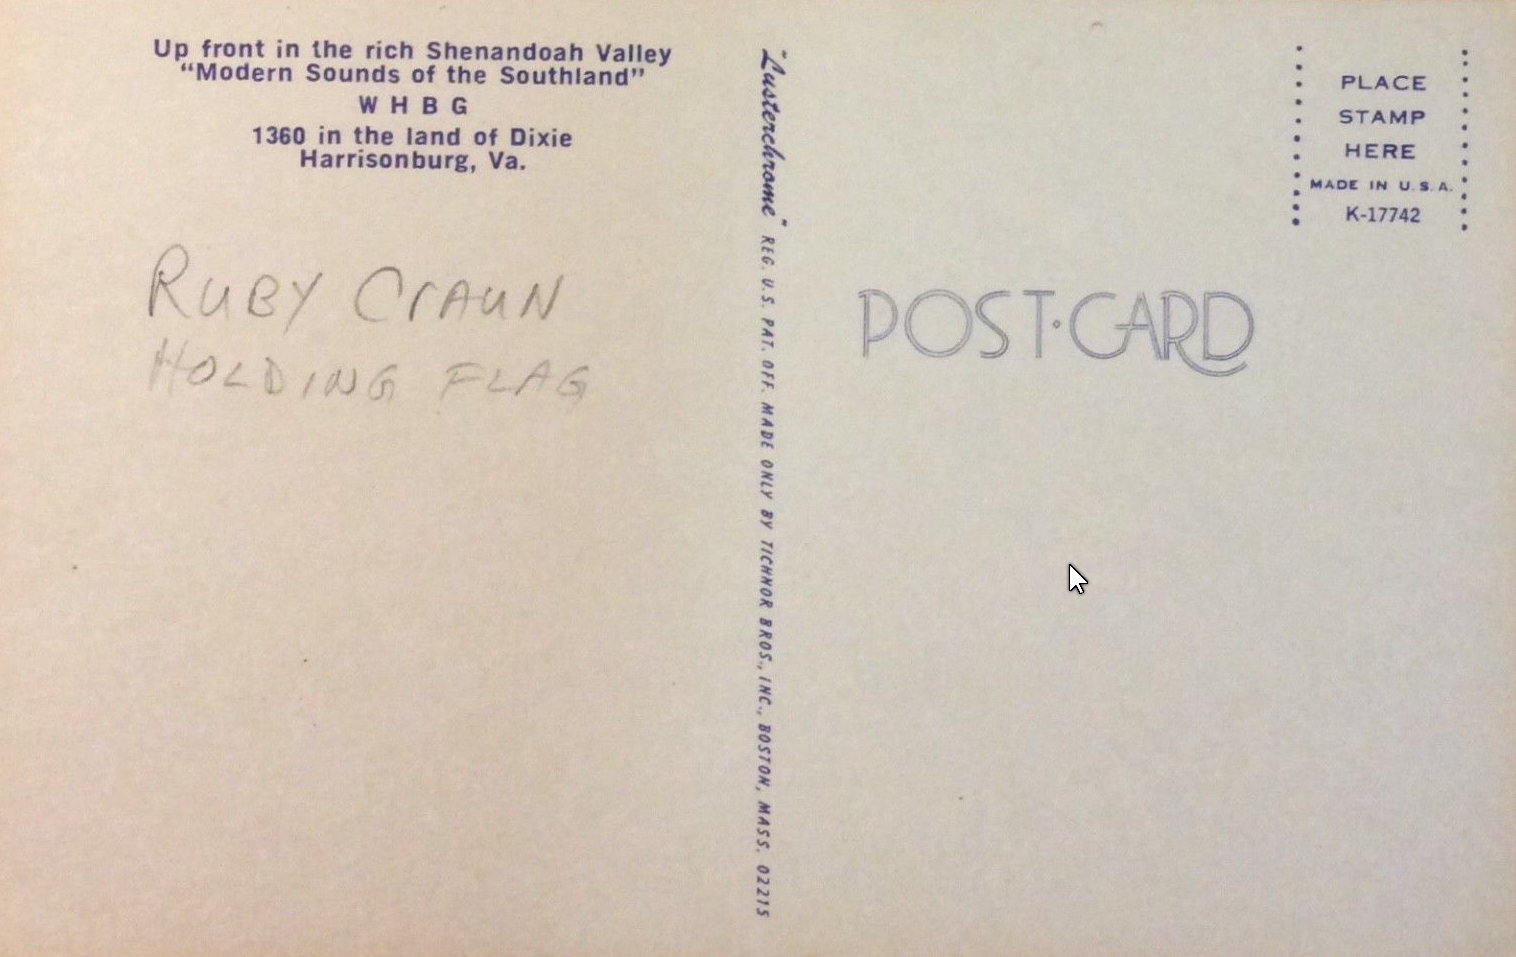 Up front in the rich Shenandoah Valley
“Modern Sounds of the Southland”
W H B G
1360 in the land of Dixie
Harrisonburg, Va.
RUBY CrAUN
HOLDING FLAG
"Lusterchrome" REG. U.S. PAT. OFF. MADE ONLY BY TICHNOR BROS., INC., BOSTON, MASS. 02215
POST·CARD
PLACE
STAMP
HERE
MADE IN U.S.A.
K-17742